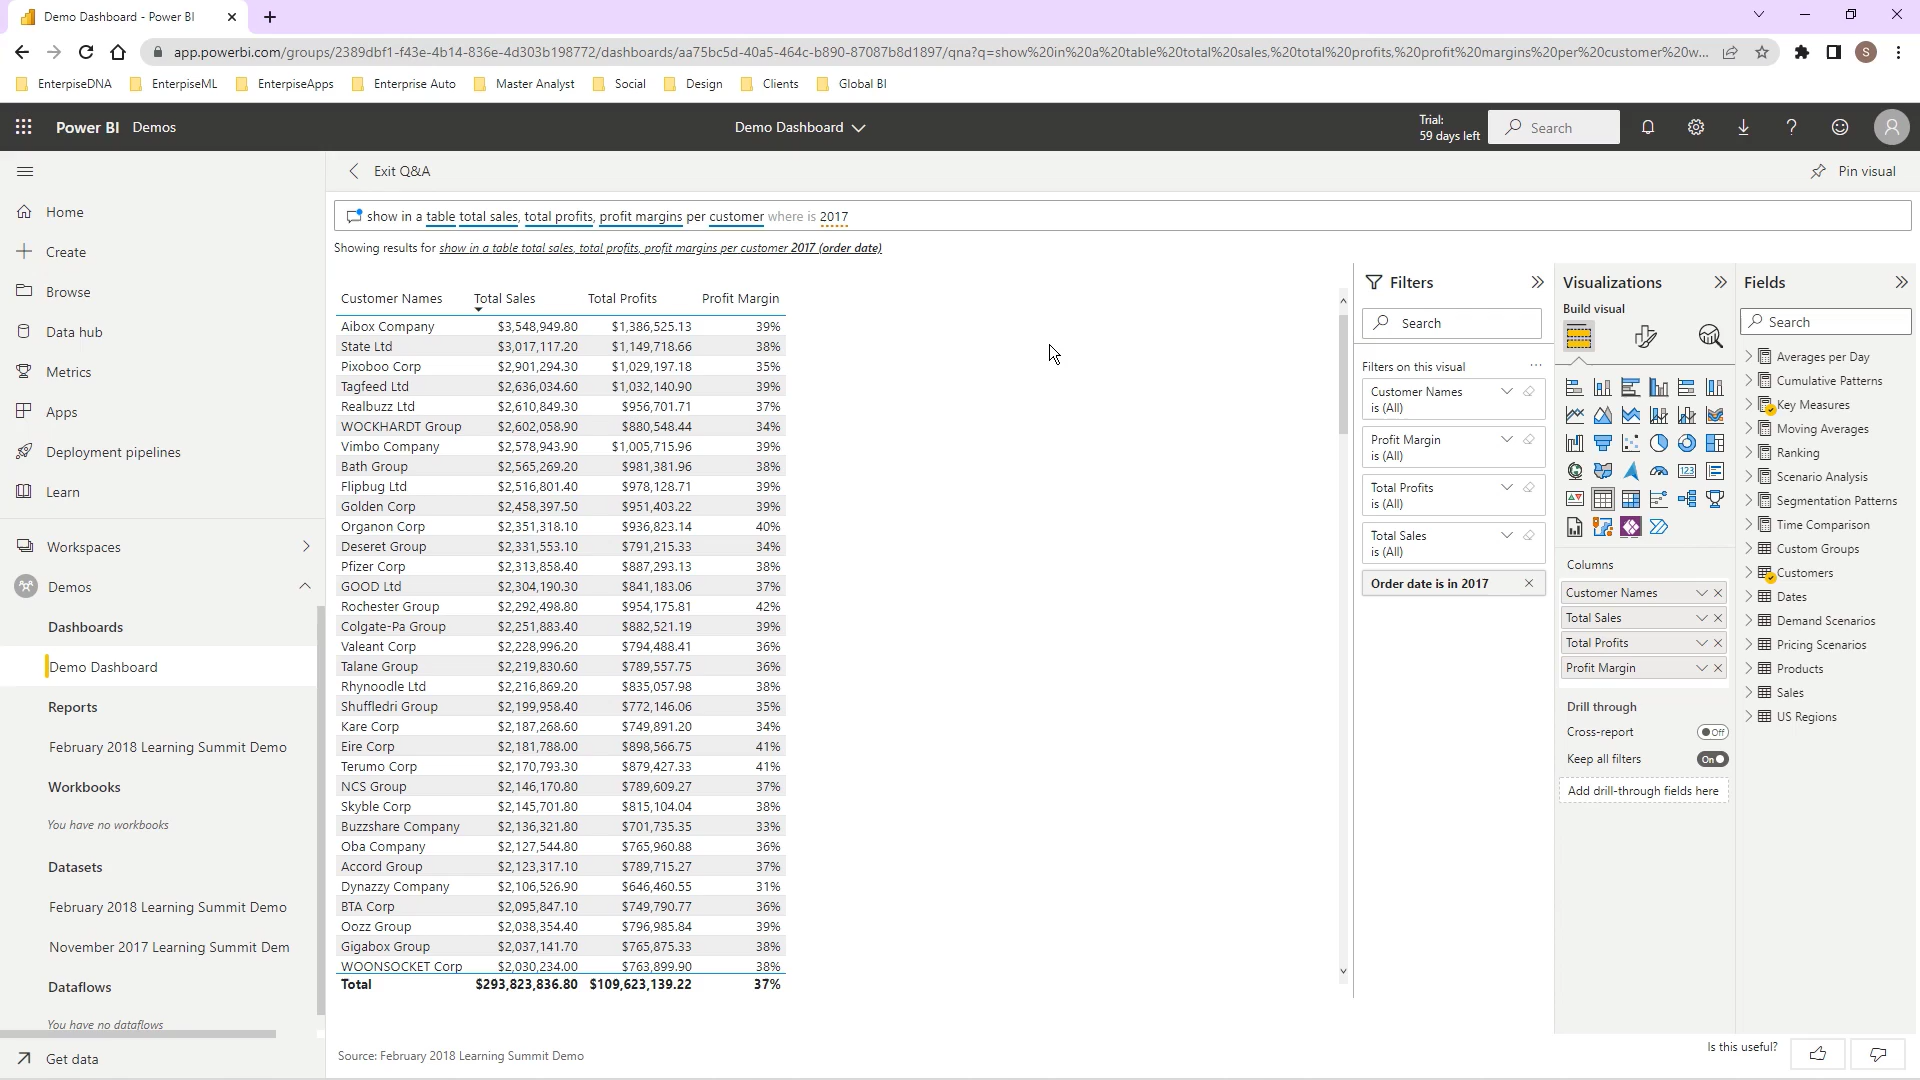 Demo Dashboard - Power BI
app.powerbi.com/groups/2389dbf1-f43e-4b14-836e-4d303b198772/dashboards/aa75bc5d-40a5-464c-b890-87087b8d1897/qna?q=show%20in%20a%20table%20total%20sales,%20total%20profits,%20profit%20margins%20per%20customer%20w...
S
EnterpiseDNA
EnterpiseML
EnterpiseApps
Enterprise Auto
Master Analyst
Social
Design
Clients
Global BI
Power BI Demos
Demo Dashboard
Trial:
59 days left
Search
Exit Q&A
Pin visual
show in a table total sales, total profits, profit margins per customer where is 2017
Showing results for show in a table total sales, total profits, profit margins per customer 2017 (order date)
Home
Create
Browse
Data hub
Metrics
Apps
Deployment pipelines
Learn
Workspaces
Demos
Dashboards
Demo Dashboard
Reports
February 2018 Learning Summit Demo
Workbooks
You have no workbooks
Datasets
February 2018 Learning Summit Demo
November 2017 Learning Summit Dem
Dataflows
You have no dataflows
Get data
Customer Names Total Sales Total Profits Profit Margin
Aibox Company $3,548,949.80 $1,386,525.13 39%
State Ltd $3,017,117.20 $1,149,718.66 38%
Pixoboo Corp $2,901,294.30 $1,029,197.18 35%
Tagfeed Ltd $2,636,034.60 $1,032,140.90 39%
Realbuzz Ltd $2,610,849.30 $956,701.71 37%
WOCKHARDT Group $2,602,058.90 $880,548.44 34%
Vimbo Company $2,578,943.90 $1,005,715.96 39%
Bath Group $2,565,269.20 $981,381.96 38%
Flipbug Ltd $2,516,801.40 $978,128.71 39%
Golden Corp $2,458,397.50 $951,403.22 39%
Organon Corp $2,351,318.10 $936,823.14 40%
Deseret Group $2,331,553.10 $791,215.33 34%
Pfizer Corp $2,313,858.40 $887,293.13 38%
GOOD Ltd $2,304,190.30 $841,183.06 37%
Rochester Group $2,292,498.80 $954,175.81 42%
Colgate-Pa Group $2,251,883.40 $882,521.19 39%
Valeant Corp $2,228,996.20 $794,488.41 36%
Talane Group $2,219,830.60 $789,557.75 36%
Rhynoodle Ltd $2,216,869.20 $835,057.98 38%
Shuffledri Group $2,199,958.40 $772,146.06 35%
Kare Corp $2,187,268.60 $749,891.20 34%
Eire Corp $2,181,788.00 $898,566.75 41%
Terumo Corp $2,170,793.30 $879,427.33 41%
NCS Group $2,146,170.80 $789,609.27 37%
Skyble Corp $2,145,701.80 $815,104.04 38%
Buzzshare Company $2,136,321.80 $701,735.35 33%
Oba Company $2,127,544.80 $765,960.88 36%
Accord Group $2,123,317.10 $789,715.27 37%
Dynazzy Company $2,106,526.90 $646,460.55 31%
BTA Corp $2,095,847.10 $749,790.77 36%
Oozz Group $2,038,354.40 $796,985.84 39%
Gigabox Group $2,037,141.70 $765,875.33 38%
WOONSOCKET Corp $2,030,234.00 $763,899.90 38%
Total $293,823,836.80 $109,623,139.22 37%
Source: February 2018 Learning Summit Demo
Filters
Search
Filters on this visual
Customer Names
is (All)
Profit Margin
is (All)
Total Profits
is (All)
Total Sales
is (All)
Order date is in 2017
Visualizations
Build visual
123
Columns
Customer Names
Total Sales
Total Profits
Profit Margin
Drill through
Cross-report Off
Keep all filters On
Add drill-through fields here
Fields
Search
Averages per Day
Cumulative Patterns
Key Measures
Moving Averages
Ranking
Scenario Analysis
Segmentation Patterns
Time Comparison
Custom Groups
Customers
Dates
Demand Scenarios
Pricing Scenarios
Products
Sales
US Regions
Is this useful?